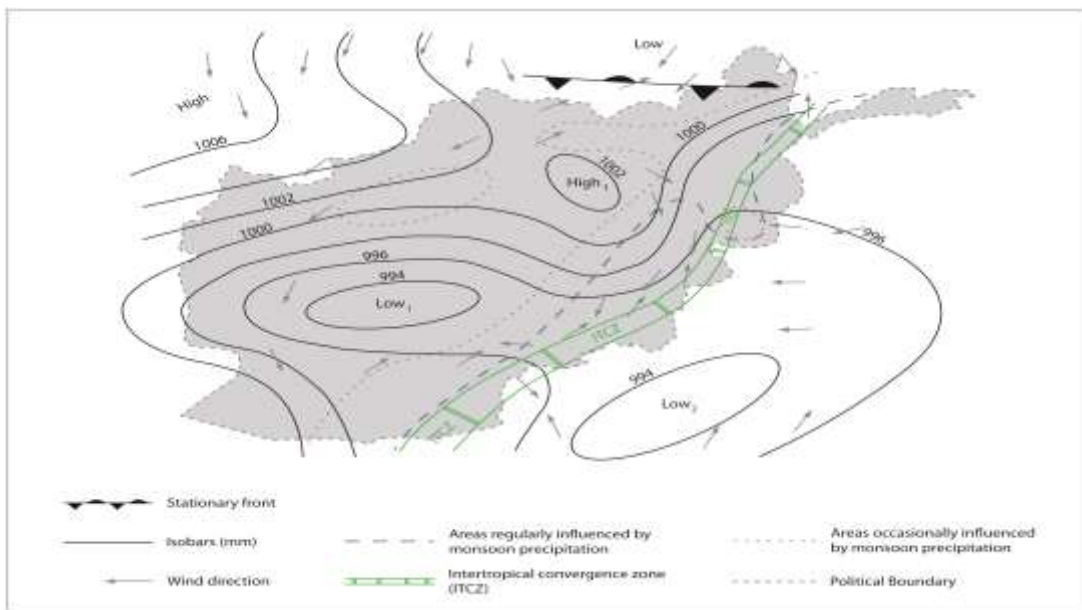 Low
High
1006
1000
1002
High1
1002
1000
996
996
994
Low1
ITCZ
994
Low2
Stationary front
Isobars (mm)
Areas regularly influenced by
monsoon precipitation
Areas occasionally influenced
by monsoon precipitation
Wind direction
Intertropical convergence zone
(ITCZ)
Political Boundary